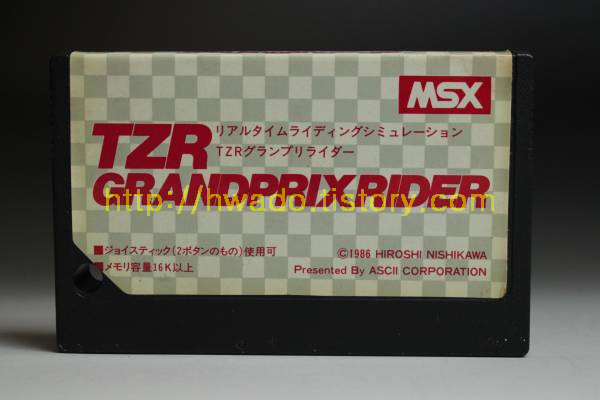 MSX
TZR
リアルタイムライディングシミュレーション
TZRグランプリライダー
GRANDPRIX RIDER
http://hwado.tistory.com
■ジョイスティック(2ボタンのもの)使用可
■メモリ容量16K以上
©1986 HIROSHI NISHIKAWA
Presented By ASCII CORPORATION